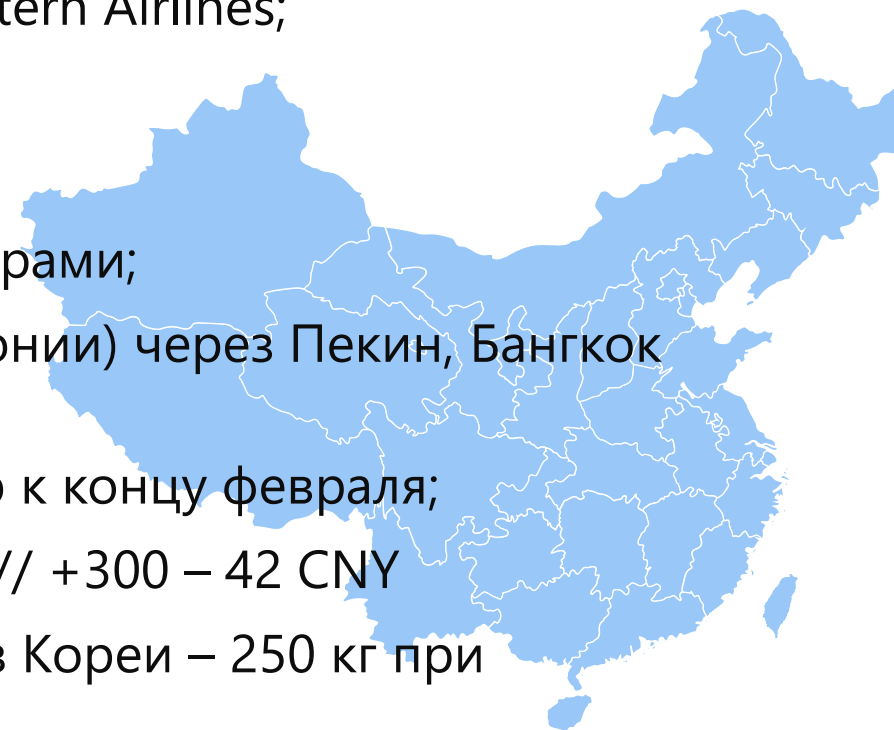 tern Airlines;
рами;
онии) через Пекин, Бангкок
о к концу февраля;
// +300 – 42 CNY
в Кореи – 250 кг при